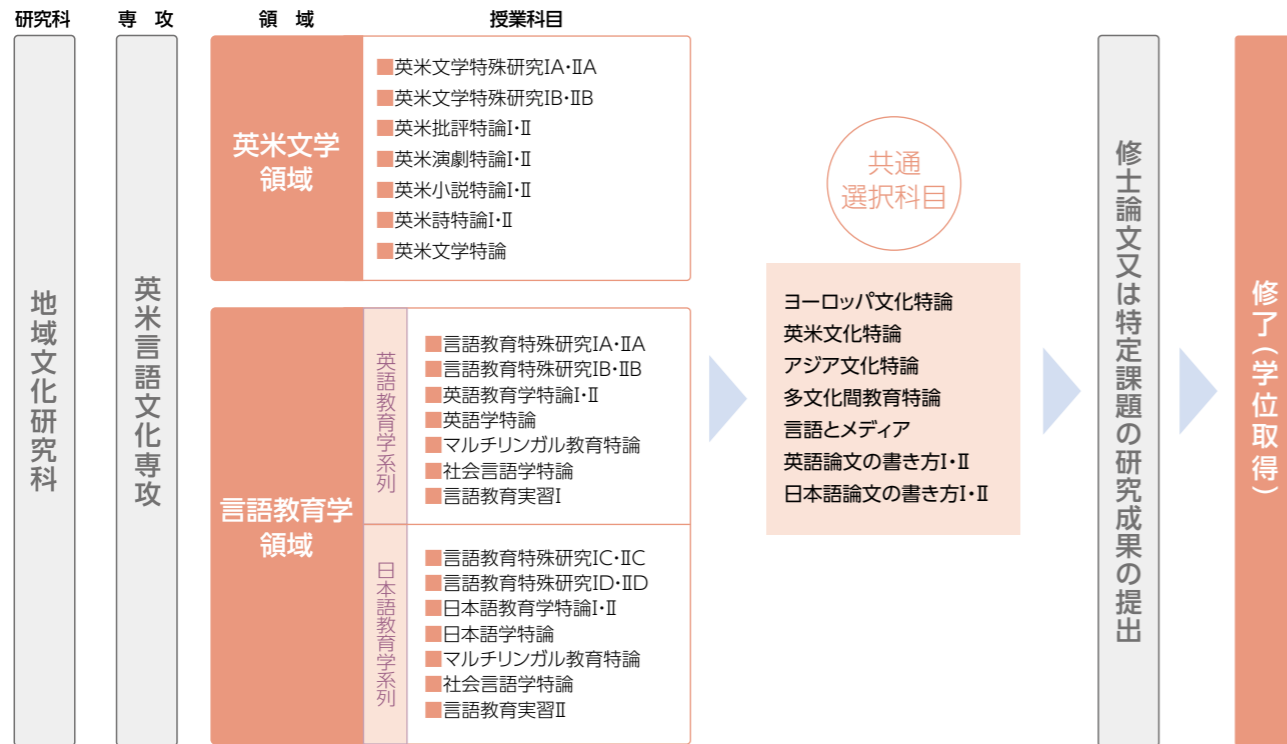 研究科
専 攻
領 域
授業科目
地域文化研究科
英米言語文化専攻
英米文学
領域
■英米文学特殊研究IA・ⅡA
■英米文学特殊研究IB・ⅡB
■英米批評特論I・Ⅱ
■英米演劇特論I・Ⅱ
■英米小説特論I・Ⅱ
■英米詩特論I・Ⅱ
■英米文学特論
言語教育学
領域
英語教育学系列
■言語教育特殊研究IA・ⅡA
■言語教育特殊研究IB・ⅡB
■英語教育学特論I・Ⅱ
■英語学特論
■マルチリンガル教育特論
■社会言語学特論
■言語教育実習I
日本語教育学系列
■言語教育特殊研究IC・ⅡC
■言語教育特殊研究ID・ⅡD
■日本語教育学特論I・Ⅱ
■日本語学特論
■マルチリンガル教育特論
■社会言語学特論
■言語教育実習Ⅱ
共通
選択科目
ヨーロッパ文化特論
英米文化特論
アジア文化特論
多文化間教育特論
言語とメディア
英語論文の書き方I・Ⅱ
日本語論文の書き方I・Ⅱ
修士論文又は特定課題の研究成果の提出
修了(学位取得)